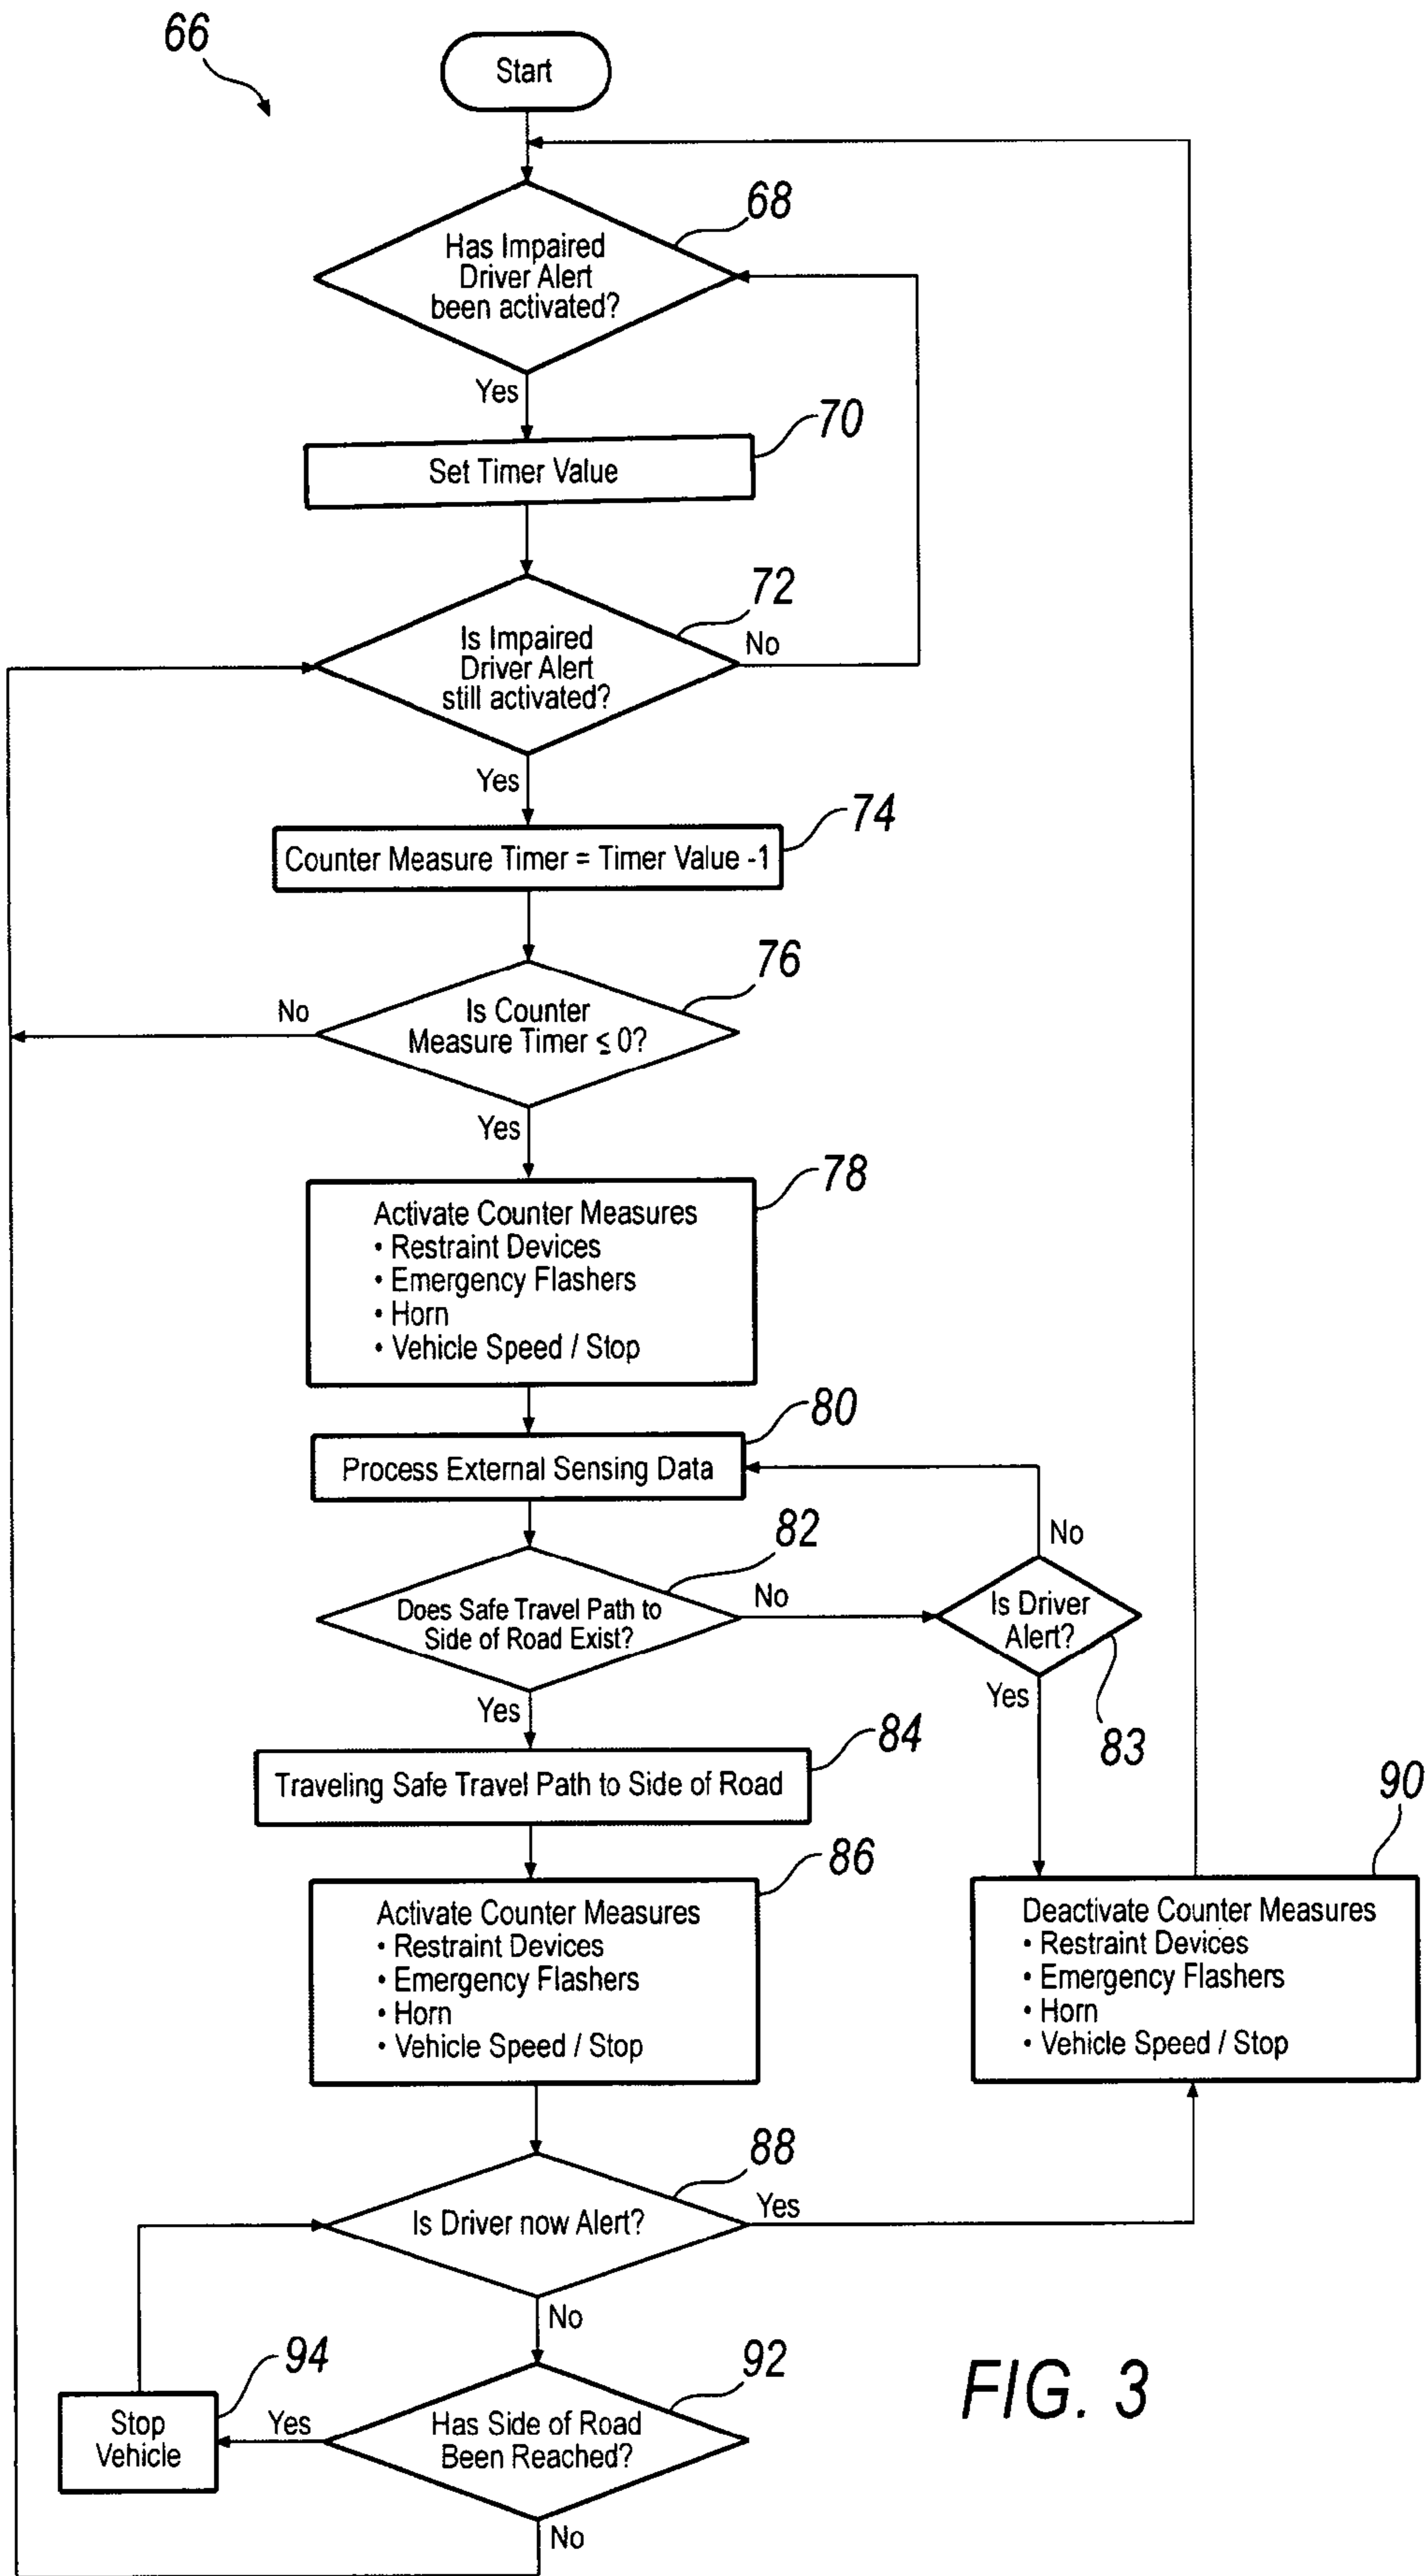 66
Start
68
Has Impaired
Driver Alert
been activated?
Yes
70
Set Timer Value
72
Is Impaired
Driver Alert
still activated?
No
Yes
74
Counter Measure Timer = Timer Value -1
76
Is Counter
Measure Timer ≤ 0?
No
Yes
78
Activate Counter Measures
• Restraint Devices
• Emergency Flashers
• Horn
• Vehicle Speed / Stop
80
Process External Sensing Data
82
Does Safe Travel Path to
Side of Road Exist?
No
No
Is Driver
Alert?
83
Yes
Yes
84
Traveling Safe Travel Path to Side of Road
86
Activate Counter Measures
• Restraint Devices
• Emergency Flashers
• Horn
• Vehicle Speed / Stop
90
Deactivate Counter Measures
• Restraint Devices
• Emergency Flashers
• Horn
• Vehicle Speed / Stop
88
Is Driver now Alert?
Yes
No
92
Has Side of Road
Been Reached?
Yes
94
Stop
Vehicle
No
FIG. 3